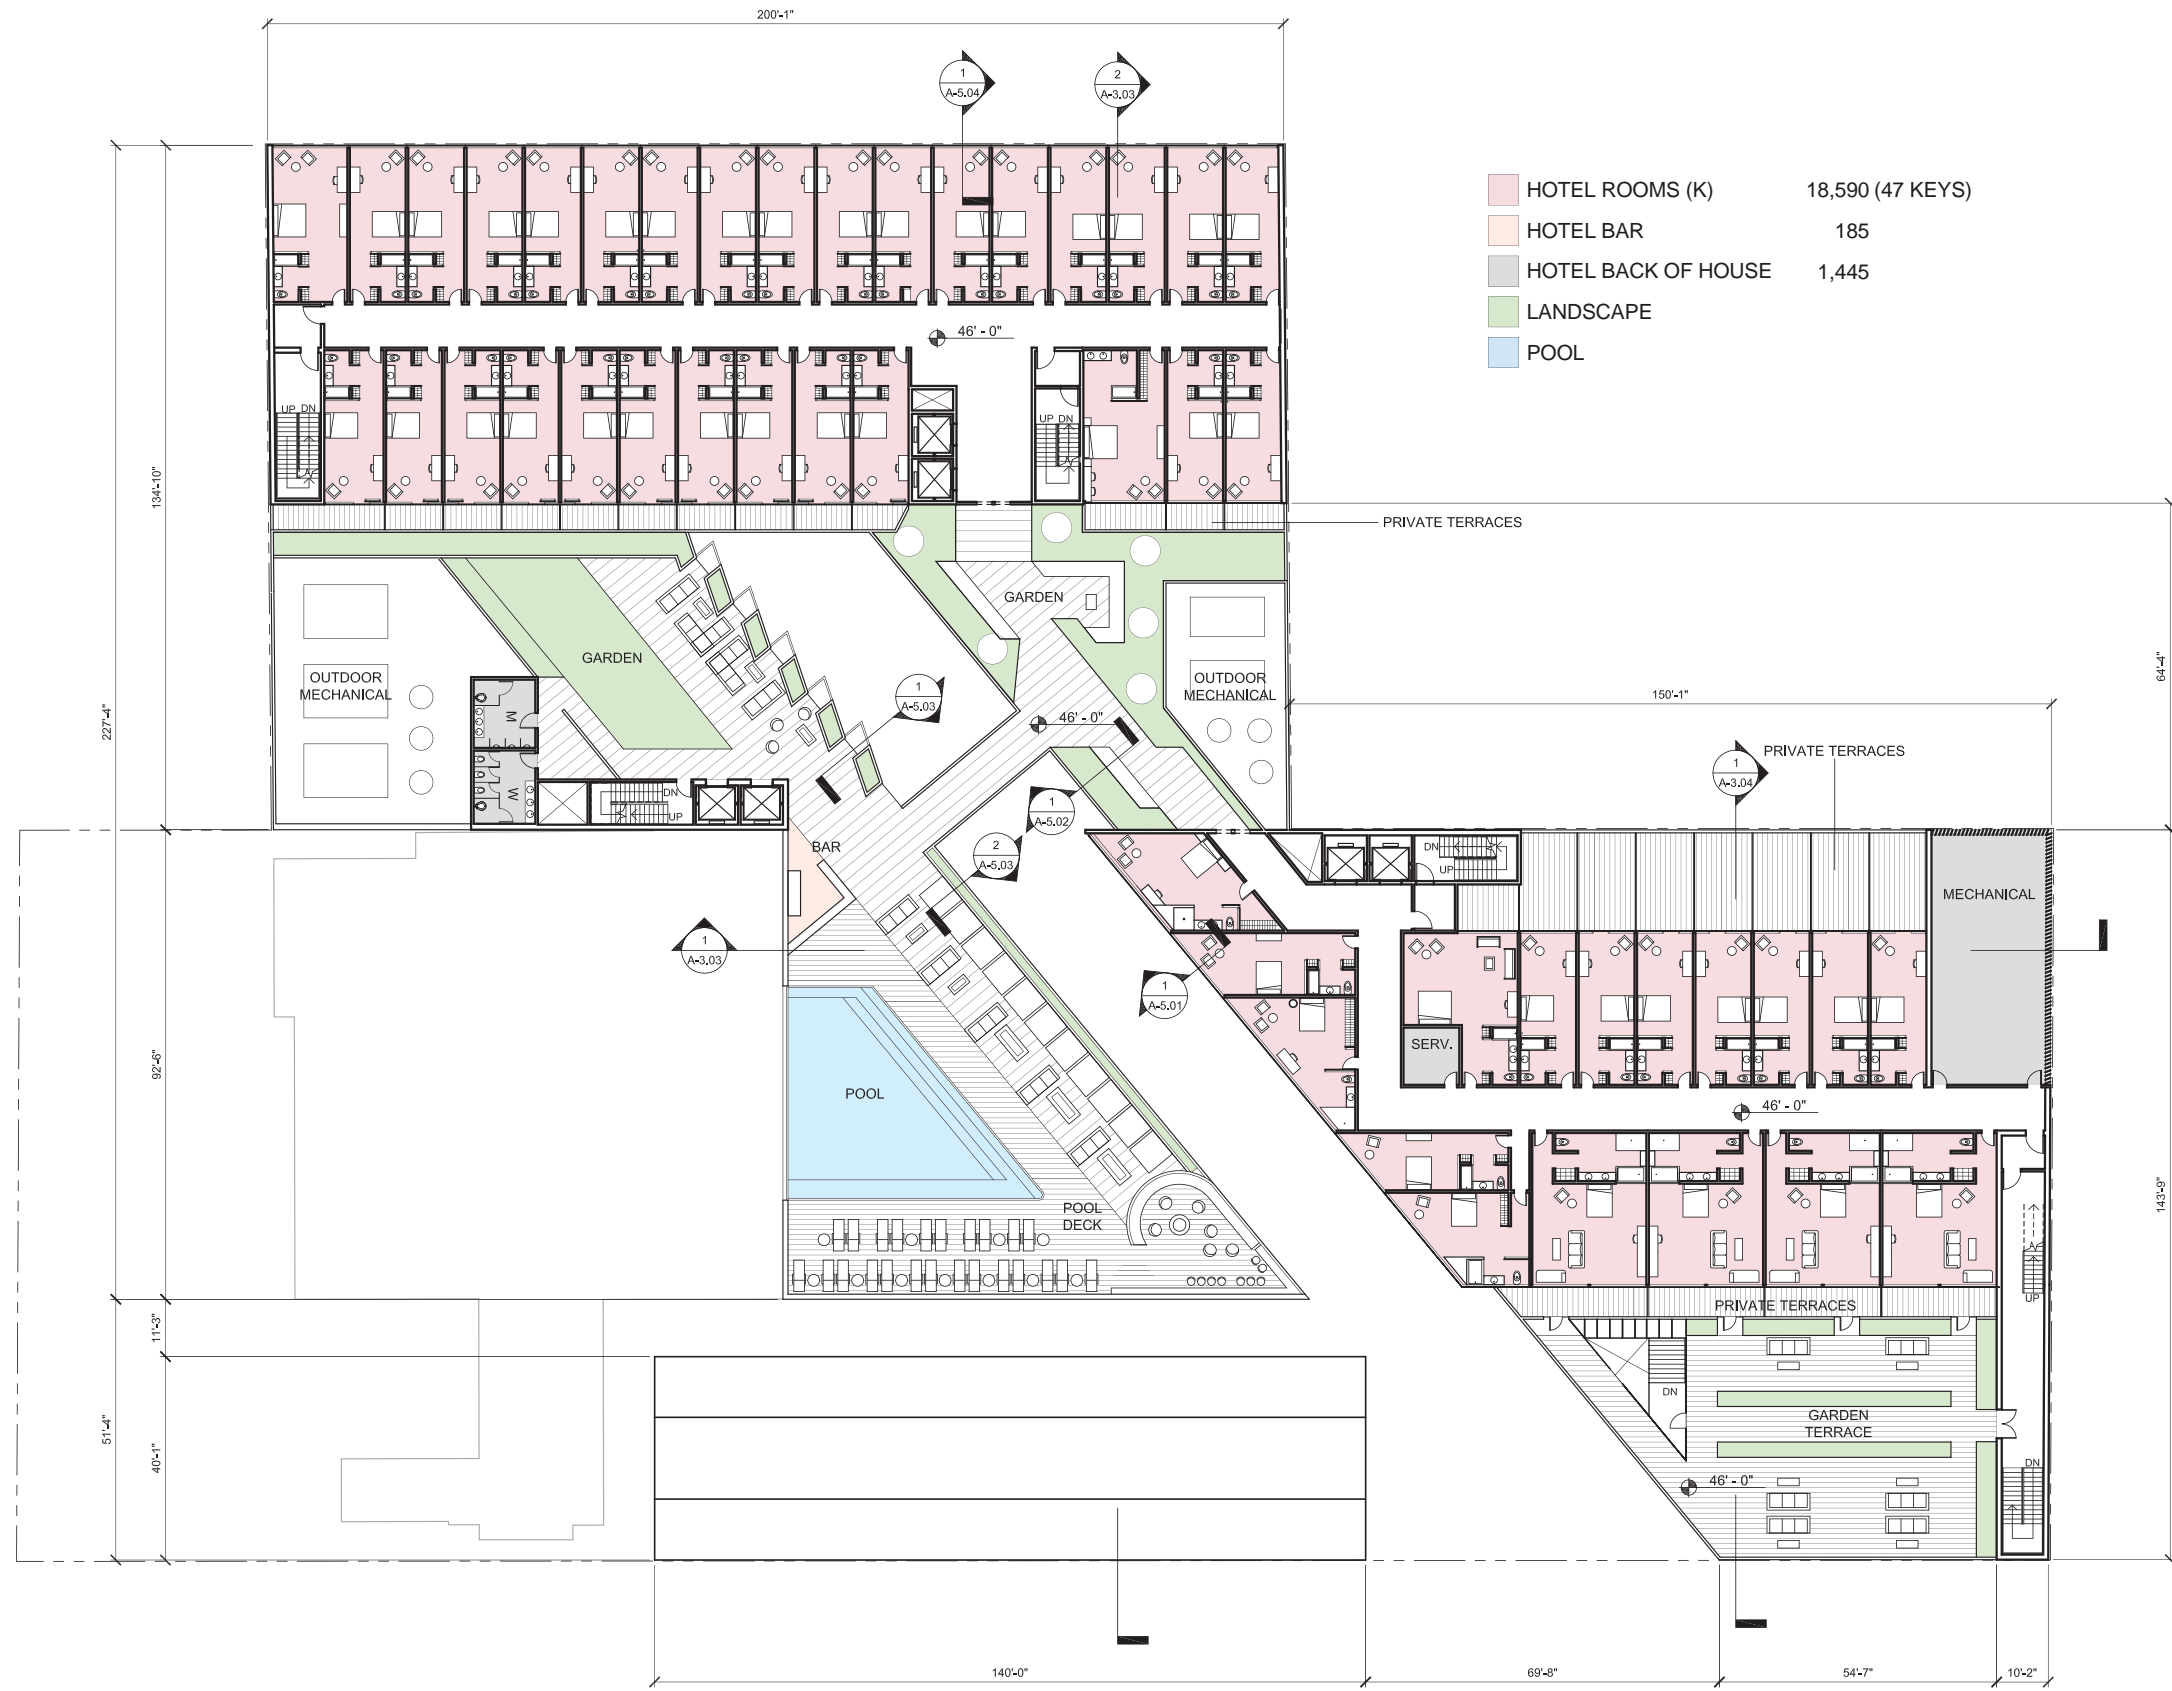 200'-1"
1
A-5.04
2
A-3.03
HOTEL ROOMS (K) 18,590 (47 KEYS)
HOTEL BAR 185
HOTEL BACK OF HOUSE 1,445
LANDSCAPE
POOL
46' - 0"
UP DN
UP DN
134'-10"
PRIVATE TERRACES
GARDEN
GARDEN
OUTDOOR
MECHANICAL
OUTDOOR
MECHANICAL
64'-4"
227'-4"
1
A-5.03
150'-1"
M
46' - 0"
W
DN
UP
PRIVATE TERRACES
1
A-3.04
1
A-5.02
BAR
2
A-5.03
DN
UP
MECHANICAL
1
A-3.03
1
A-5.01
SERV.
92'-6"
POOL
46' - 0"
143'-9"
POOL
DECK
UP
PRIVATE TERRACES
11'-3"
DN
GARDEN
TERRACE
51'-4"
40'-1"
DN
46' - 0"
140'-0"
69'-8"
54'-7"
10'-2"